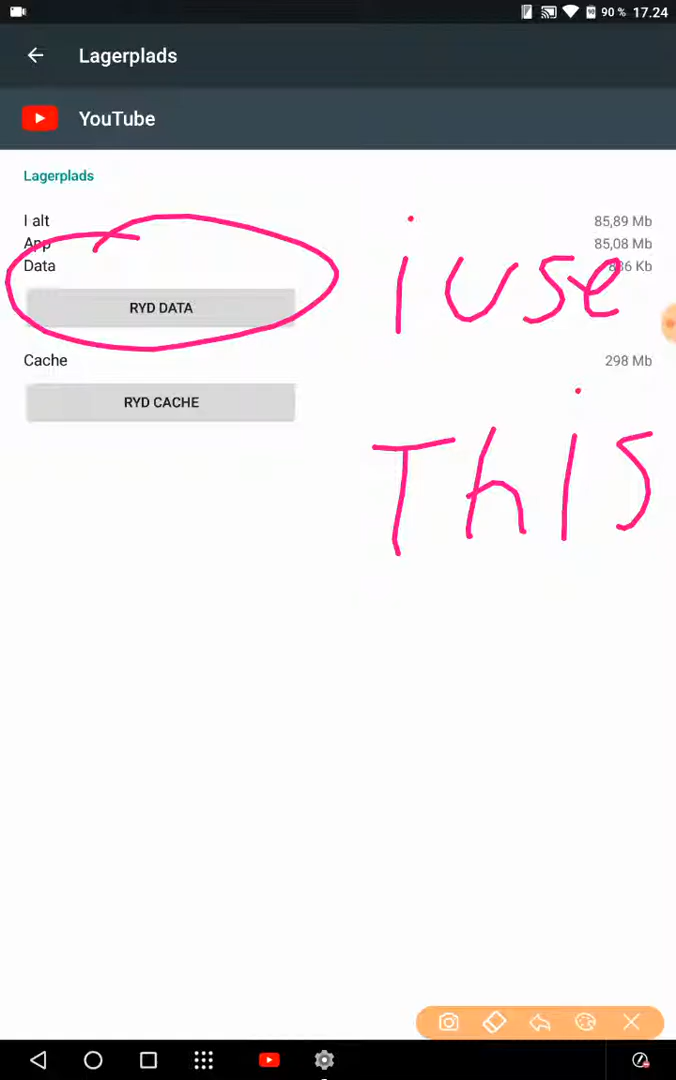 90 % 17.24
Lagerplads
YouTube
Lagerplads
I alt 85,89 Mb
App 85,08 Mb
Data Kb
i use
RYD DATA
Cache 298 Mb
RYD CACHE
This